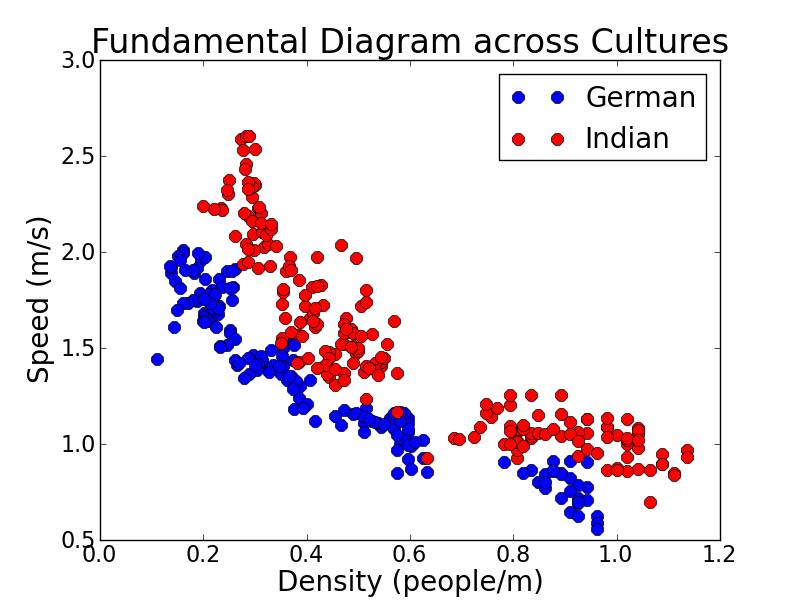 Fundamental Diagram across Cultures
3.0
2.5
2.0
1.5
1.0
0.5
Speed (m/s)
German
Indian
0.0 0.2 0.4 0.6 0.8 1.0 1.2
Density (people/m)